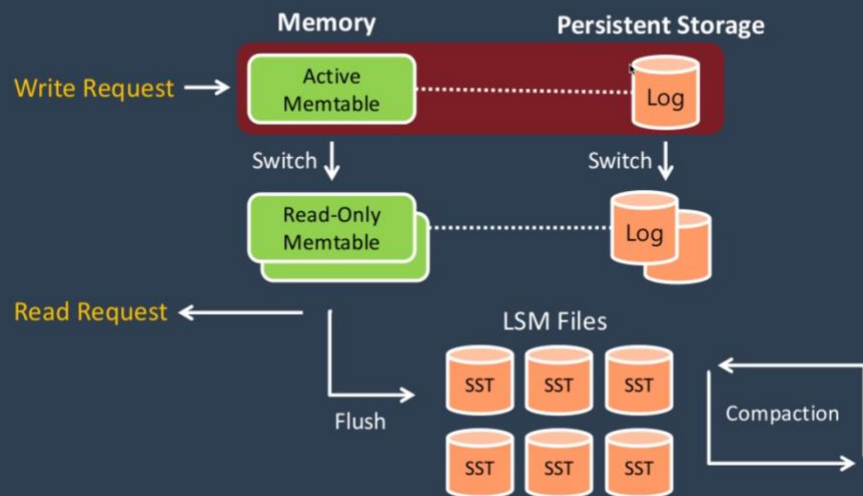 Memory
Persistent Storage
Write Request
Active
Memtable
Log
Switch
Switch
Read-Only
Memtable
Log
Read Request
LSM Files
SST
SST
SST
Flush
Compaction
SST
SST
SST